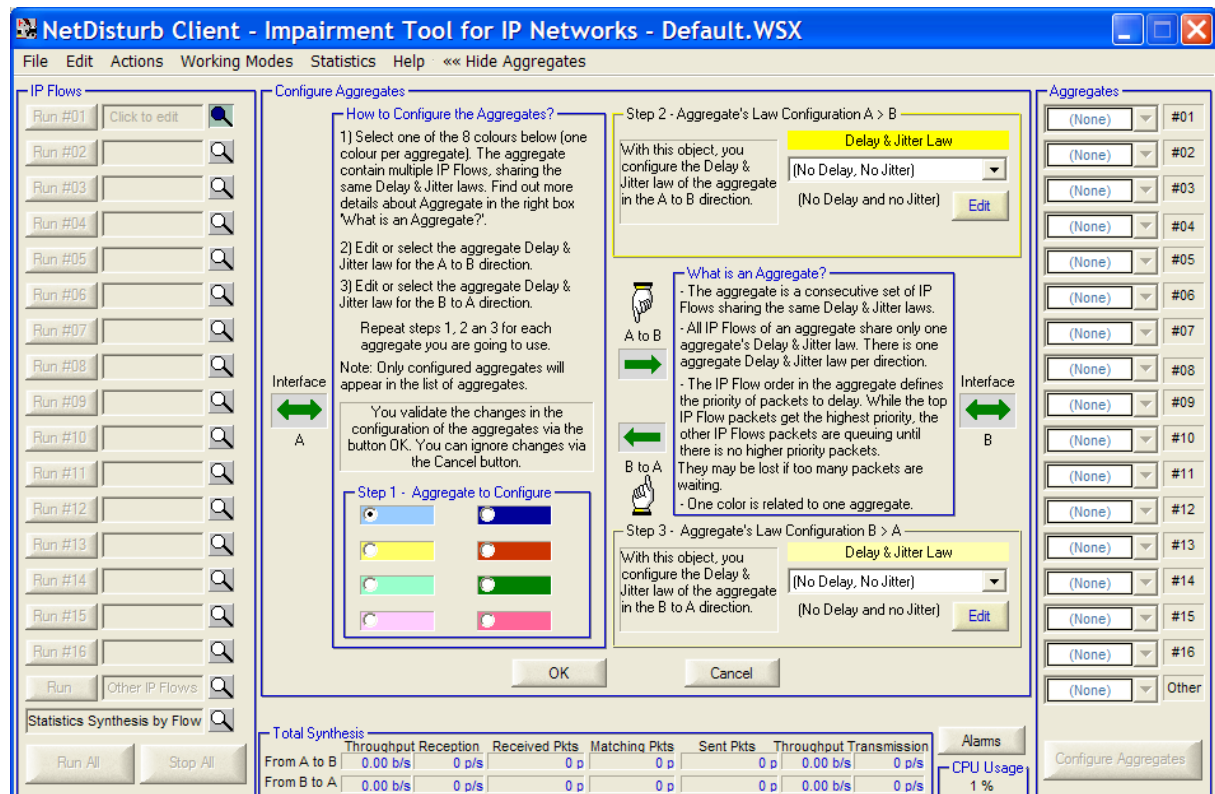 NetDisturb Client - Impairment Tool for IP Networks - Default.WSX
File Edit Actions Working Modes Statistics Help «« Hide Aggregates
IP Flows
Run #01 Click to edit
Run #02
Run #03
Run #04
Run #05
Run #06
Run #07
Run #08
Run #09
Run #10
Run #11
Run #12
Run #13
Run #14
Run #15
Run #16
Run Other IP Flows
Statistics Synthesis by Flow
Run All Stop All
Configure Aggregates
Interface
A
How to Configure the Aggregates?
1) Select one of the 8 colours below (one
colour per aggregate). The aggregate
contain multiple IP Flows, sharing the
same Delay & Jitter laws. Find out more
details about Aggregate in the right box
'What is an Aggregate?'.
2) Edit or select the aggregate Delay &
Jitter law for the A to B direction.
3) Edit or select the aggregate Delay &
Jitter law for the B to A direction.
Repeat steps 1, 2 an 3 for each
aggregate you are going to use.
Note: Only configured aggregates will
appear in the list of aggregates.
You validate the changes in the
configuration of the aggregates via the
button OK. You can ignore changes via
the Cancel button.
Step 1 - Aggregate to Configure
Step 2 - Aggregate's Law Configuration A > B
With this object, you
configure the Delay &
Jitter law of the aggregate
in the A to B direction.
Delay & Jitter Law
(No Delay, No Jitter)
(No Delay and no Jitter) Edit
A to B
B to A
What is an Aggregate?
- The aggregate is a consecutive set of IP
Flows sharing the same Delay & Jitter laws.
- All IP Flows of an aggregate share only one
aggregate's Delay & Jitter law. There is one
aggregate Delay & Jitter law per direction.
- The IP Flow order in the aggregate defines
the priority of packets to delay. While the top
IP Flow packets get the highest priority, the
other IP Flows packets are queuing until
there is no higher priority packets.
They may be lost if too many packets are
waiting.
- One color is related to one aggregate.
Interface
B
Step 3 - Aggregate's Law Configuration B > A
With this object, you
configure the Delay &
Jitter law of the aggregate
in the B to A direction.
Delay & Jitter Law
(No Delay, No Jitter)
(No Delay and no Jitter) Edit
OK Cancel
Total Synthesis
Throughput Reception Received Pkts Matching Pkts Sent Pkts Throughput Transmission
From A to B 0.00 b/s 0 p/s 0 p 0 p 0 p 0.00 b/s 0 p/s
From B to A 0.00 b/s 0 p/s 0 p 0 p 0 p 0.00 b/s 0 p/s
Alarms
CPU Usage
1 %
Aggregates
(None) #01
(None) #02
(None) #03
(None) #04
(None) #05
(None) #06
(None) #07
(None) #08
(None) #09
(None) #10
(None) #11
(None) #12
(None) #13
(None) #14
(None) #15
(None) #16
(None) Other
Configure Aggregates